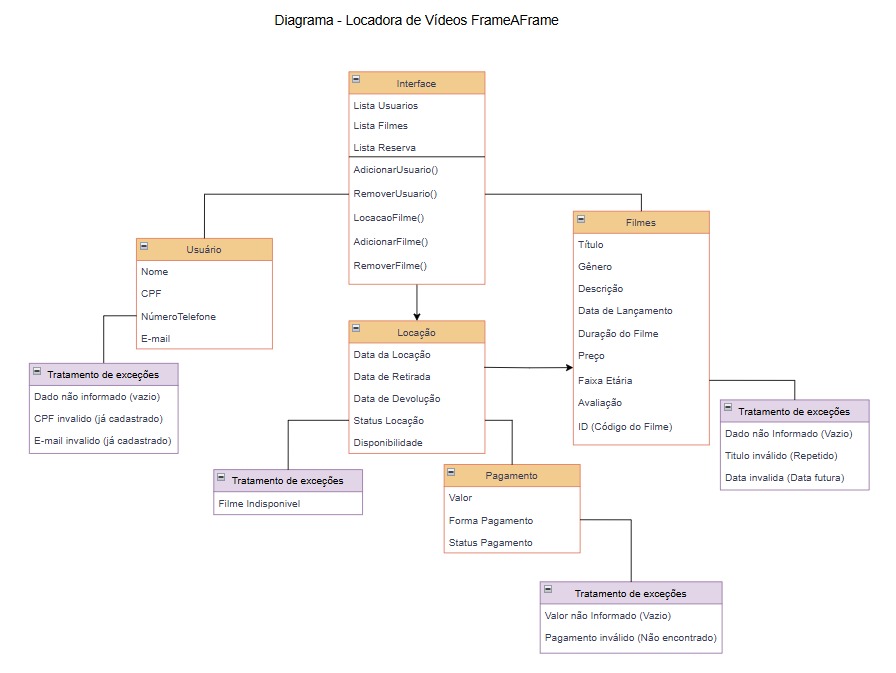 Diagrama - Locadora de Vídeos FrameAFrame
Interface
Lista Usuarios
Lista Filmes
Lista Reserva
AdicionarUsuario()
RemoverUsuario()
LocacaoFilme()
AdicionarFilme()
RemoverFilme()
Usuário
Nome
CPF
NúmeroTelefone
E-mail
Filmes
Título
Gênero
Descrição
Data de Lançamento
Duração do Filme
Preço
Faixa Etária
Avaliação
ID (Código do Filme)
Locação
Data da Locação
Data de Retirada
Data de Devolução
Status Locação
Disponibilidade
Tratamento de exceções
Dado não informado (vazio)
CPF invalido (já cadastrado)
E-mail invalido (já cadastrado)
Tratamento de exceções
Dado não Informado (Vazio)
Titulo inválido (Repetido)
Data invalida (Data futura)
Tratamento de exceções
Filme Indisponivel
Pagamento
Valor
Forma Pagamento
Status Pagamento
Tratamento de exceções
Valor não Informado (Vazio)
Pagamento inválido (Não encontrado)